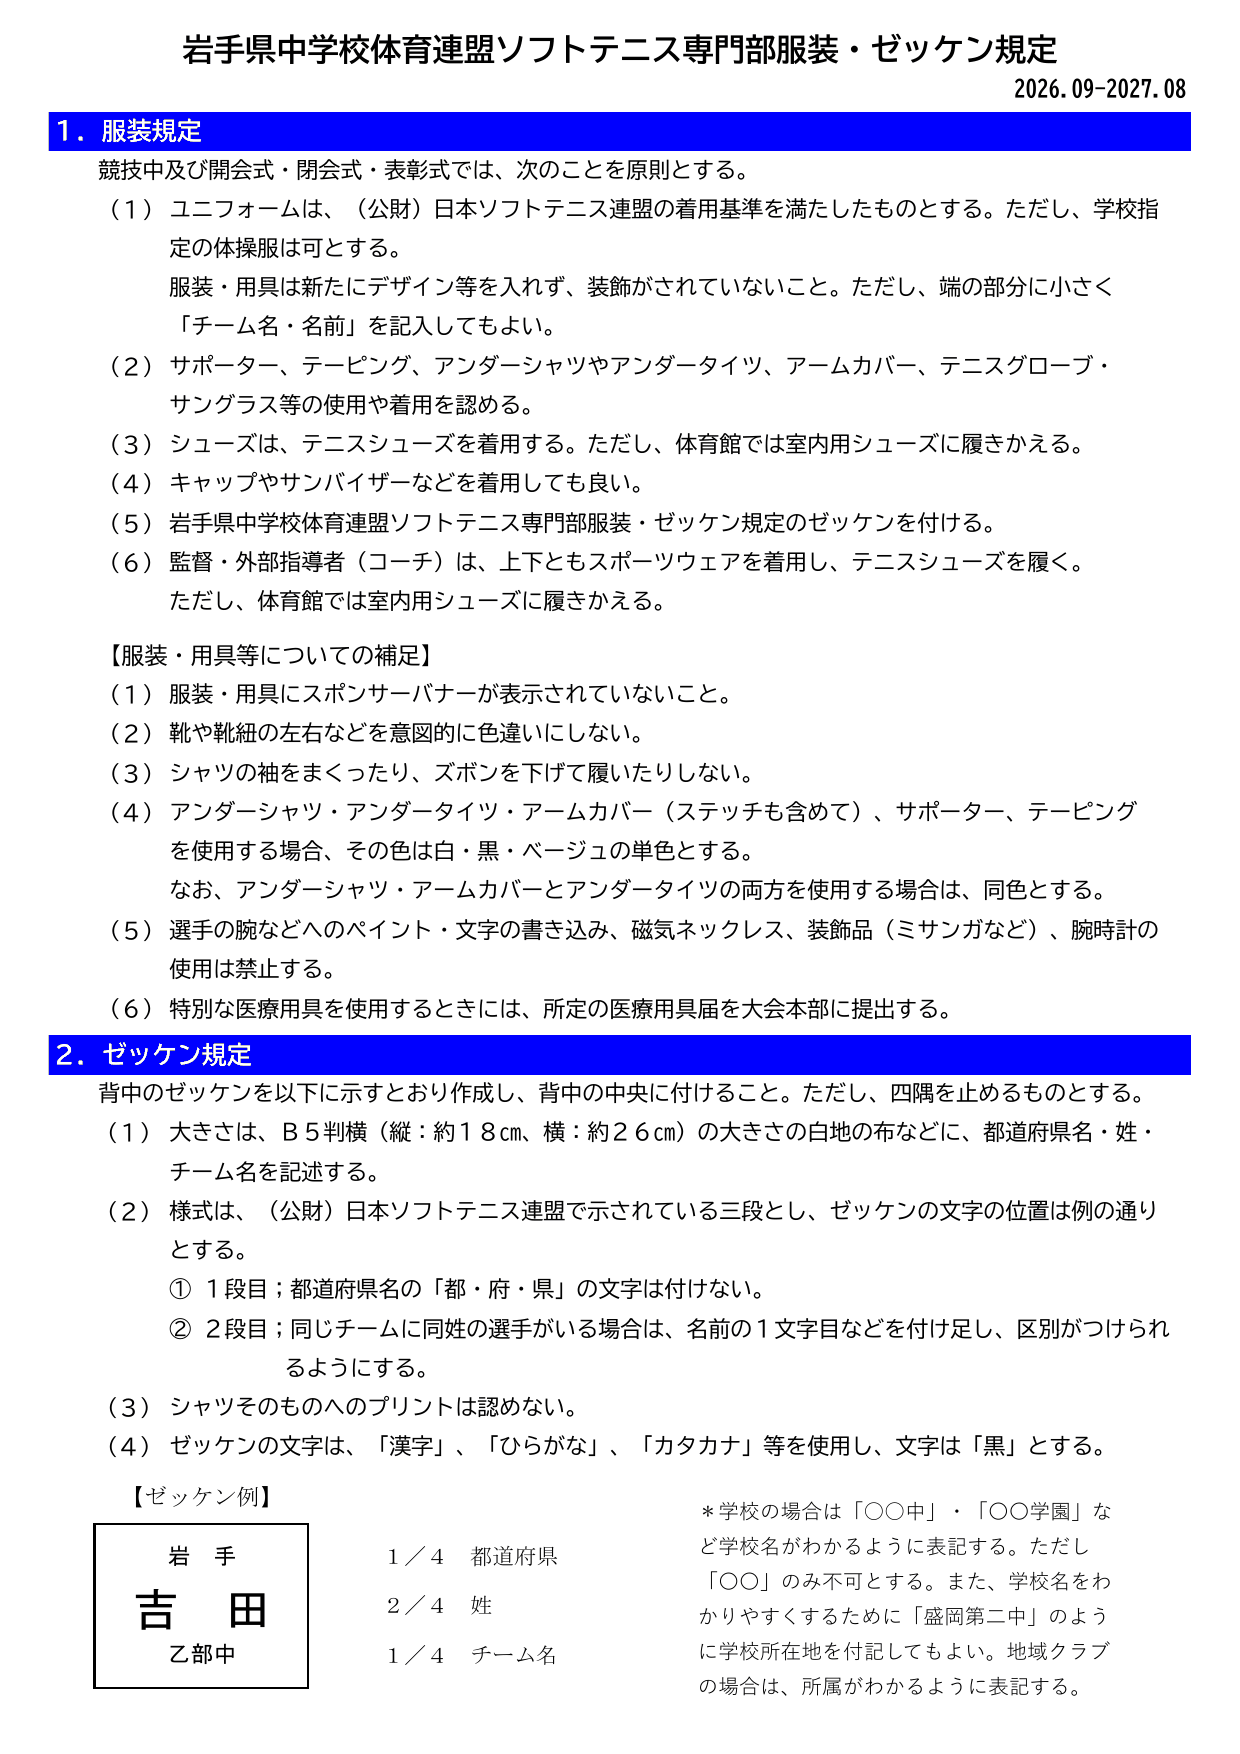 岩手県中学校体育連盟ソフトテニス専門部服装・ゼッケン規定
2026.09-2027.08
１．服装規定
競技中及び開会式・閉会式・表彰式では、次のことを原則とする。
（１） ユニフォームは、（公財）日本ソフトテニス連盟の着用基準を満たしたものとする。ただし、学校指
定の体操服は可とする。
服装・用具は新たにデザイン等を入れず、装飾がされていないこと。ただし、端の部分に小さく
「チーム名・名前」を記入してもよい。
（２） サポーター、テーピング、アンダーシャツやアンダータイツ、アームカバー、テニスグローブ・
サングラス等の使用や着用を認める。
（３） シューズは、テニスシューズを着用する。ただし、体育館では室内用シューズに履きかえる。
（４） キャップやサンバイザーなどを着用しても良い。
（５） 岩手県中学校体育連盟ソフトテニス専門部服装・ゼッケン規定のゼッケンを付ける。
（６） 監督・外部指導者（コーチ）は、上下ともスポーツウェアを着用し、テニスシューズを履く。
ただし、体育館では室内用シューズに履きかえる。
【服装・用具等についての補足】
（１） 服装・用具にスポンサーバナーが表示されていないこと。
（２） 靴や靴紐の左右などを意図的に色違いにしない。
（３） シャツの袖をまくったり、ズボンを下げて履いたりしない。
（４） アンダーシャツ・アンダータイツ・アームカバー（ステッチも含めて）、サポーター、テーピング
を使用する場合、その色は白・黒・ベージュの単色とする。
なお、アンダーシャツ・アームカバーとアンダータイツの両方を使用する場合は、同色とする。
（５） 選手の腕などへのペイント・文字の書き込み、磁気ネックレス、装飾品（ミサンガなど）、腕時計の
使用は禁止する。
（６） 特別な医療用具を使用するときには、所定の医療用具届を大会本部に提出する。
２．ゼッケン規定
背中のゼッケンを以下に示すとおり作成し、背中の中央に付けること。ただし、四隅を止めるものとする。
（１） 大きさは、Ｂ５判横（縦：約１８㎝、横：約２６㎝）の大きさの白地の布などに、都道府県名・姓・
チーム名を記述する。
（２） 様式は、（公財）日本ソフトテニス連盟で示されている三段とし、ゼッケンの文字の位置は例の通り
とする。
① １段目；都道府県名の「都・府・県」の文字は付けない。
② ２段目；同じチームに同姓の選手がいる場合は、名前の１文字目などを付け足し、区別がつけられ
るようにする。
（３） シャツそのものへのプリントは認めない。
（４） ゼッケンの文字は、「漢字」、「ひらがな」、「カタカナ」等を使用し、文字は「黒」とする。
【ゼッケン例】
岩　手
吉　田
乙部中
１／４　都道府県
２／４　姓
１／４　チーム名
＊学校の場合は「〇〇中」・「〇〇学園」な
ど学校名がわかるように表記する。ただし
「〇〇」のみ不可とする。また、学校名をわ
かりやすくするために「盛岡第二中」のよう
に学校所在地を付記してもよい。地域クラブ
の場合は、所属がわかるように表記する。